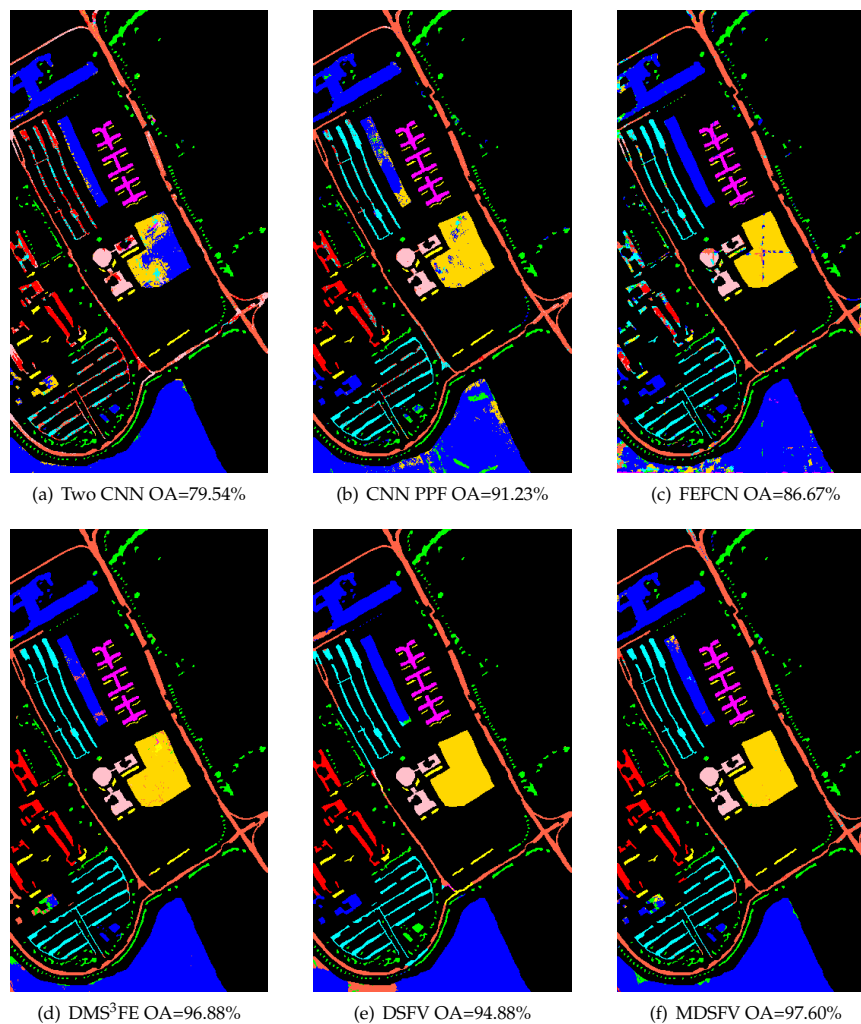 (a) Two CNN OA=79.54%
(b) CNN PPF OA=91.23%
(c) FEFCN OA=86.67%
(d) DMS³FE OA=96.88%
(e) DSFV OA=94.88%
(f) MDSFV OA=97.60%